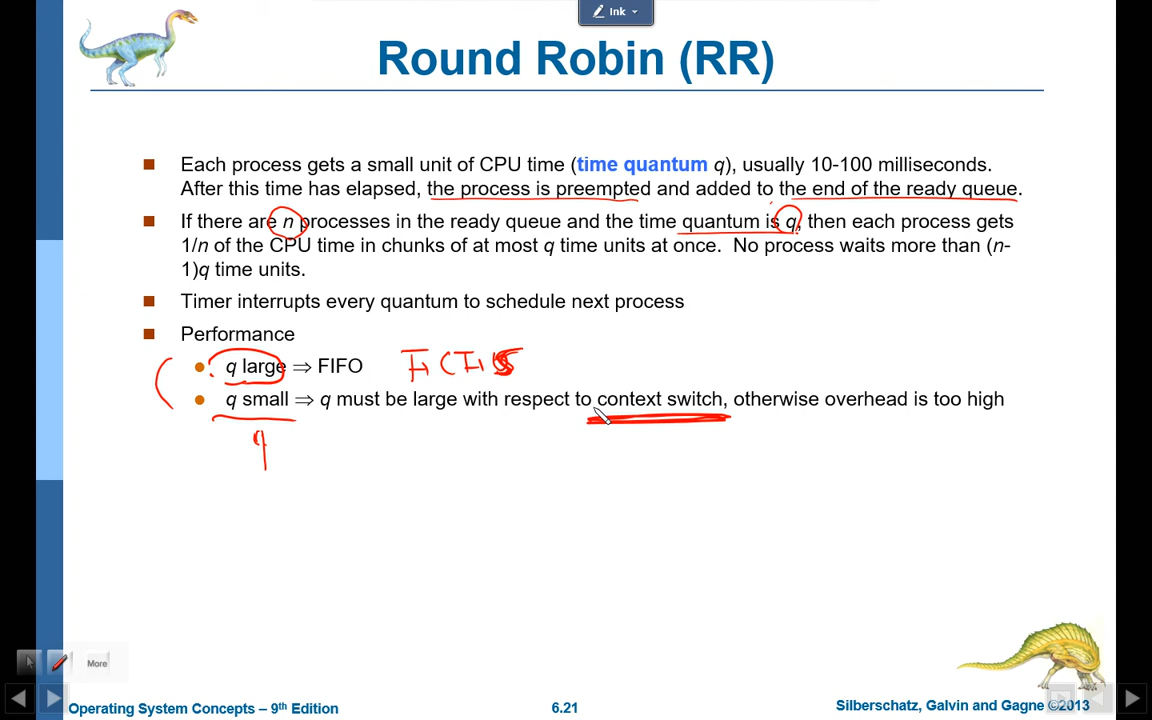 Ink
Round Robin (RR)
■ Each process gets a small unit of CPU time (time quantum q), usually 10-100 milliseconds.
After this time has elapsed, the process is preempted and added to the end of the ready queue.
■ If there are n processes in the ready queue and the time quantum is q, then each process gets
1/n of the CPU time in chunks of at most q time units at once. No process waits more than (n-
1)q time units.
■ Timer interrupts every quantum to schedule next process
■ Performance
● q large ⇒ FIFO
● q small ⇒ q must be large with respect to context switch, otherwise overhead is too high
q
More
Operating System Concepts – 9th Edition
6.21
Silberschatz, Galvin and Gagne ©2013